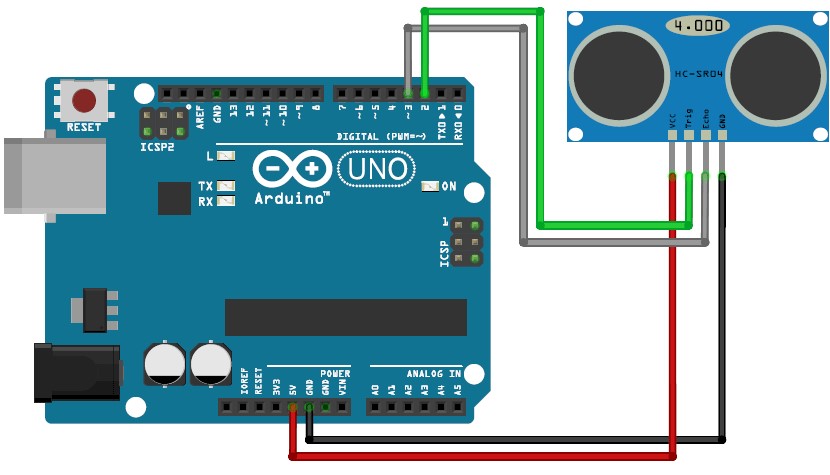 4.000
HC-SR04
VCC
Trig
Echo
GND
RESET
ICSP2
AREF
GND
13
12
~11
~10
~9
8
7
~6
~5
4
~3
2
TX0▶1
RX0◀0
DIGITAL (PWM=~)
L
TX
RX
UNO
Arduino™
ON
1
ICSP
POWER
ANALOG IN
IOREF
RESET
3V3
5V
GND
GND
VIN
A0
A1
A2
A3
A4
A5